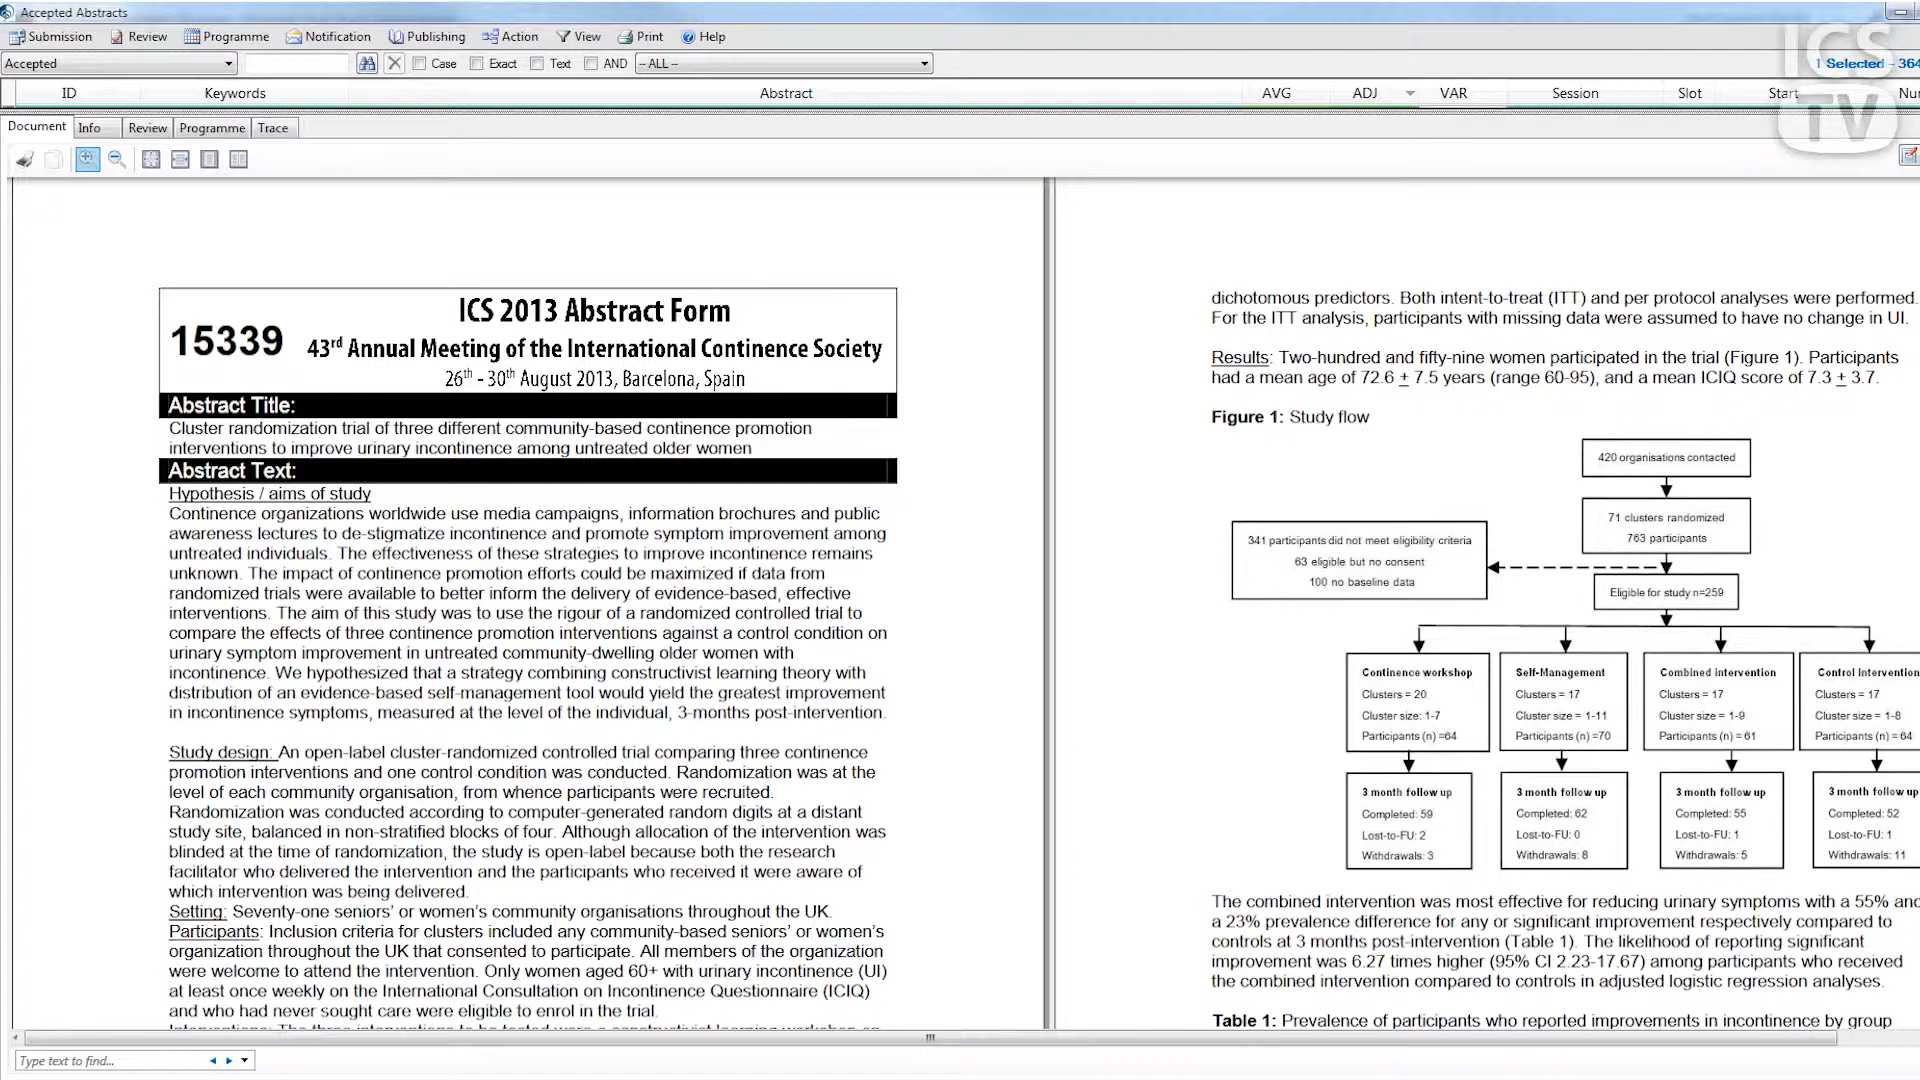 Accepted Abstracts
Submission Review Programme Notification Publishing Action View Print Help
Accepted Case Exact Text AND -- ALL -- 1 Selected - 364
ID Keywords Abstract AVG ADJ VAR Session Slot Start
ICS
TV
Document Info Review Programme Trace
15339
ICS 2013 Abstract Form
43rd Annual Meeting of the International Continence Society
26th - 30th August 2013, Barcelona, Spain
Abstract Title:
Cluster randomization trial of three different community-based continence promotion
interventions to improve urinary incontinence among untreated older women
Abstract Text:
Hypothesis / aims of study
Continence organizations worldwide use media campaigns, information brochures and public
awareness lectures to de-stigmatize incontinence and promote symptom improvement among
untreated individuals. The effectiveness of these strategies to improve incontinence remains
unknown. The impact of continence promotion efforts could be maximized if data from
randomized trials were available to better inform the delivery of evidence-based, effective
interventions. The aim of this study was to use the rigour of a randomized controlled trial to
compare the effects of three continence promotion interventions against a control condition on
urinary symptom improvement in untreated community-dwelling older women with
incontinence. We hypothesized that a strategy combining constructivist learning theory with
distribution of an evidence-based self-management tool would yield the greatest improvement
in incontinence symptoms, measured at the level of the individual, 3-months post-intervention.
Study design: An open-label cluster-randomized controlled trial comparing three continence
promotion interventions and one control condition was conducted. Randomization was at the
level of each community organisation, from whence participants were recruited.
Randomization was conducted according to computer-generated random digits at a distant
study site, balanced in non-stratified blocks of four. Although allocation of the intervention was
blinded at the time of randomization, the study is open-label because both the research
facilitator who delivered the intervention and the participants who received it were aware of
which intervention was being delivered.
Setting: Seventy-one seniors' or women's community organisations throughout the UK.
Participants: Inclusion criteria for clusters included any community-based seniors' or women's
organization throughout the UK that consented to participate. All members of the organization
were welcome to attend the intervention. Only women aged 60+ with urinary incontinence (UI)
at least once weekly on the International Consultation on Incontinence Questionnaire (ICIQ)
and who had never sought care were eligible to enrol in the trial.
dichotomous predictors. Both intent-to-treat (ITT) and per protocol analyses were performed.
For the ITT analysis, participants with missing data were assumed to have no change in UI.
Results: Two-hundred and fifty-nine women participated in the trial (Figure 1). Participants
had a mean age of 72.6 ± 7.5 years (range 60-95), and a mean ICIQ score of 7.3 ± 3.7.
Figure 1: Study flow
420 organisations contacted
71 clusters randomized
763 participants
341 participants did not meet eligibility criteria
63 eligible but no consent
100 no baseline data
Eligible for study n=259
Continence workshop
Clusters = 20
Cluster size: 1-7
Participants (n) =64
Self-Management
Clusters = 17
Cluster size = 1-11
Participants (n) =70
Combined intervention
Clusters = 17
Cluster size = 1-9
Participants (n) = 61
Control Intervention
Clusters = 17
Cluster size = 1-8
Participants (n) = 64
3 month follow up
Completed: 59
Lost-to-FU: 2
Withdrawals: 3
3 month follow up
Completed: 62
Lost-to-FU: 0
Withdrawals: 8
3 month follow up
Completed: 55
Lost-to-FU: 1
Withdrawals: 5
3 month follow up
Completed: 52
Lost-to-FU: 1
Withdrawals: 11
The combined intervention was most effective for reducing urinary symptoms with a 55% and
a 23% prevalence difference for any or significant improvement respectively compared to
controls at 3 months post-intervention (Table 1). The likelihood of reporting significant
improvement was 6.27 times higher (95% CI 2.23-17.67) among participants who received
the combined intervention compared to controls in adjusted logistic regression analyses.
Table 1: Prevalence of participants who reported improvements in incontinence by group
Type text to find...